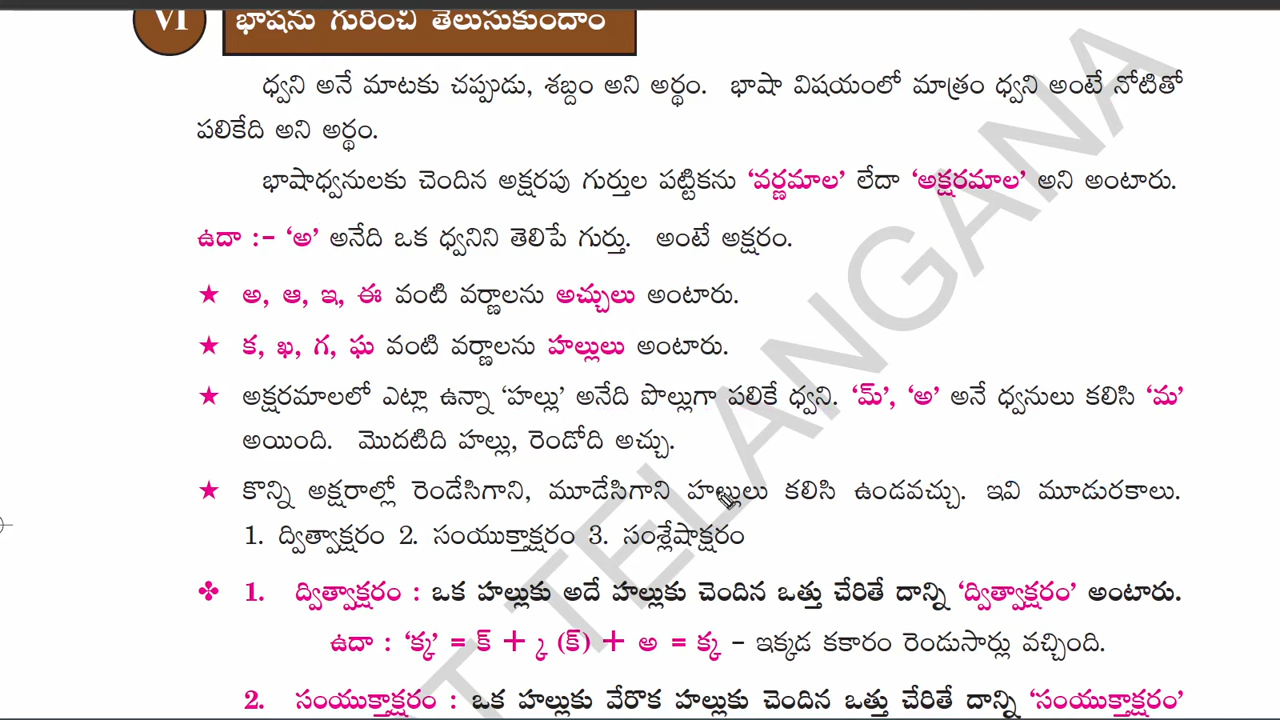 VI భాషను గురించి తెలుసుకుందాం
ధ్వని అనే మాటకు చప్పుడు, శబ్దం అని అర్థం. భాషా విషయంలో మాత్రం ధ్వని అంటే నోటితో
పలికేది అని అర్థం.
భాషాధ్వనులకు చెందిన అక్షరపు గుర్తుల పట్టికను ‘వర్ణమాల’ లేదా ‘అక్షరమాల’ అని అంటారు.
ఉదా :- ‘అ’ అనేది ఒక ధ్వనిని తెలిపే గుర్తు. అంటే అక్షరం.
★ అ, ఆ, ఇ, ఈ వంటి వర్ణాలను అచ్చులు అంటారు.
★ క, ఖ, గ, ఘ వంటి వర్ణాలను హల్లులు అంటారు.
★ అక్షరమాలలో ఎట్లా ఉన్నా ‘హల్లు’ అనేది పొల్లుగా పలికే ధ్వని. ‘మ్’, ‘అ’ అనే ధ్వనులు కలిసి ‘మ’
అయింది. మొదటిది హల్లు, రెండోది అచ్చు.
★ కొన్ని అక్షరాల్లో రెండేసిగాని, మూడేసిగాని హల్లులు కలిసి ఉండవచ్చు. ఇవి మూడురకాలు.
1. ద్విత్వాక్షరం 2. సంయుక్తాక్షరం 3. సంశ్లేషాక్షరం
✤ 1. ద్విత్వాక్షరం : ఒక హల్లుకు అదే హల్లుకు చెందిన ఒత్తు చేరితే దాన్ని ‘ద్విత్వాక్షరం’ అంటారు.
ఉదా : ‘క్క’ = క్ + ్క (క్) + అ = క్క – ఇక్కడ కకారం రెండుసార్లు వచ్చింది.
2. సంయుక్తాక్షరం : ఒక హల్లుకు వేరొక హల్లుకు చెందిన ఒత్తు చేరితే దాన్ని ‘సంయుక్తాక్షరం’
T TELANGANA